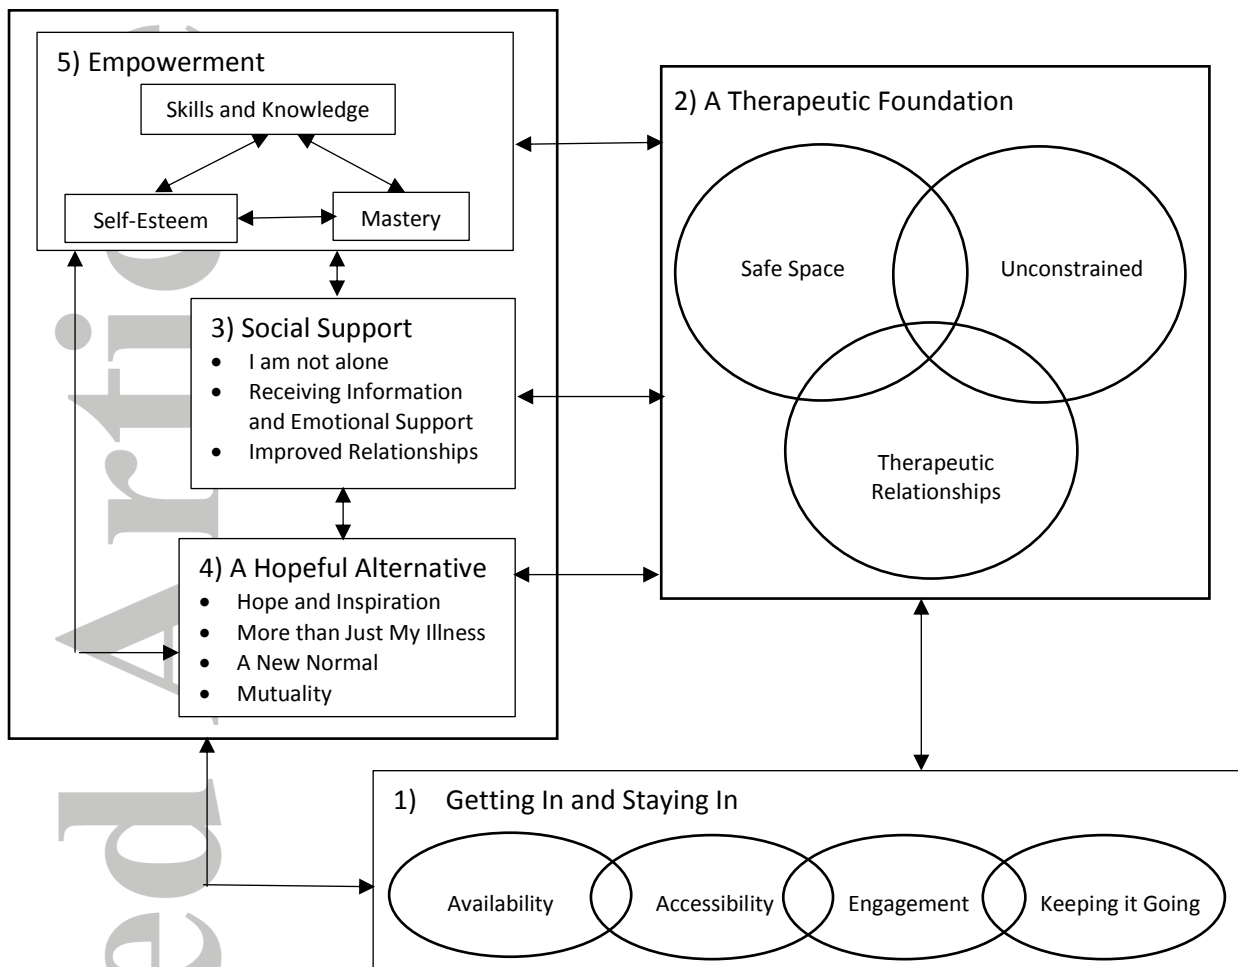 5) Empowerment
Skills and Knowledge
Self-Esteem
Mastery
3) Social Support
• I am not alone
• Receiving Information
and Emotional Support
• Improved Relationships
4) A Hopeful Alternative
• Hope and Inspiration
• More than Just My Illness
• A New Normal
• Mutuality
2) A Therapeutic Foundation
Safe Space
Unconstrained
Therapeutic
Relationships
1) Getting In and Staying In
Availability
Accessibility
Engagement
Keeping it Going